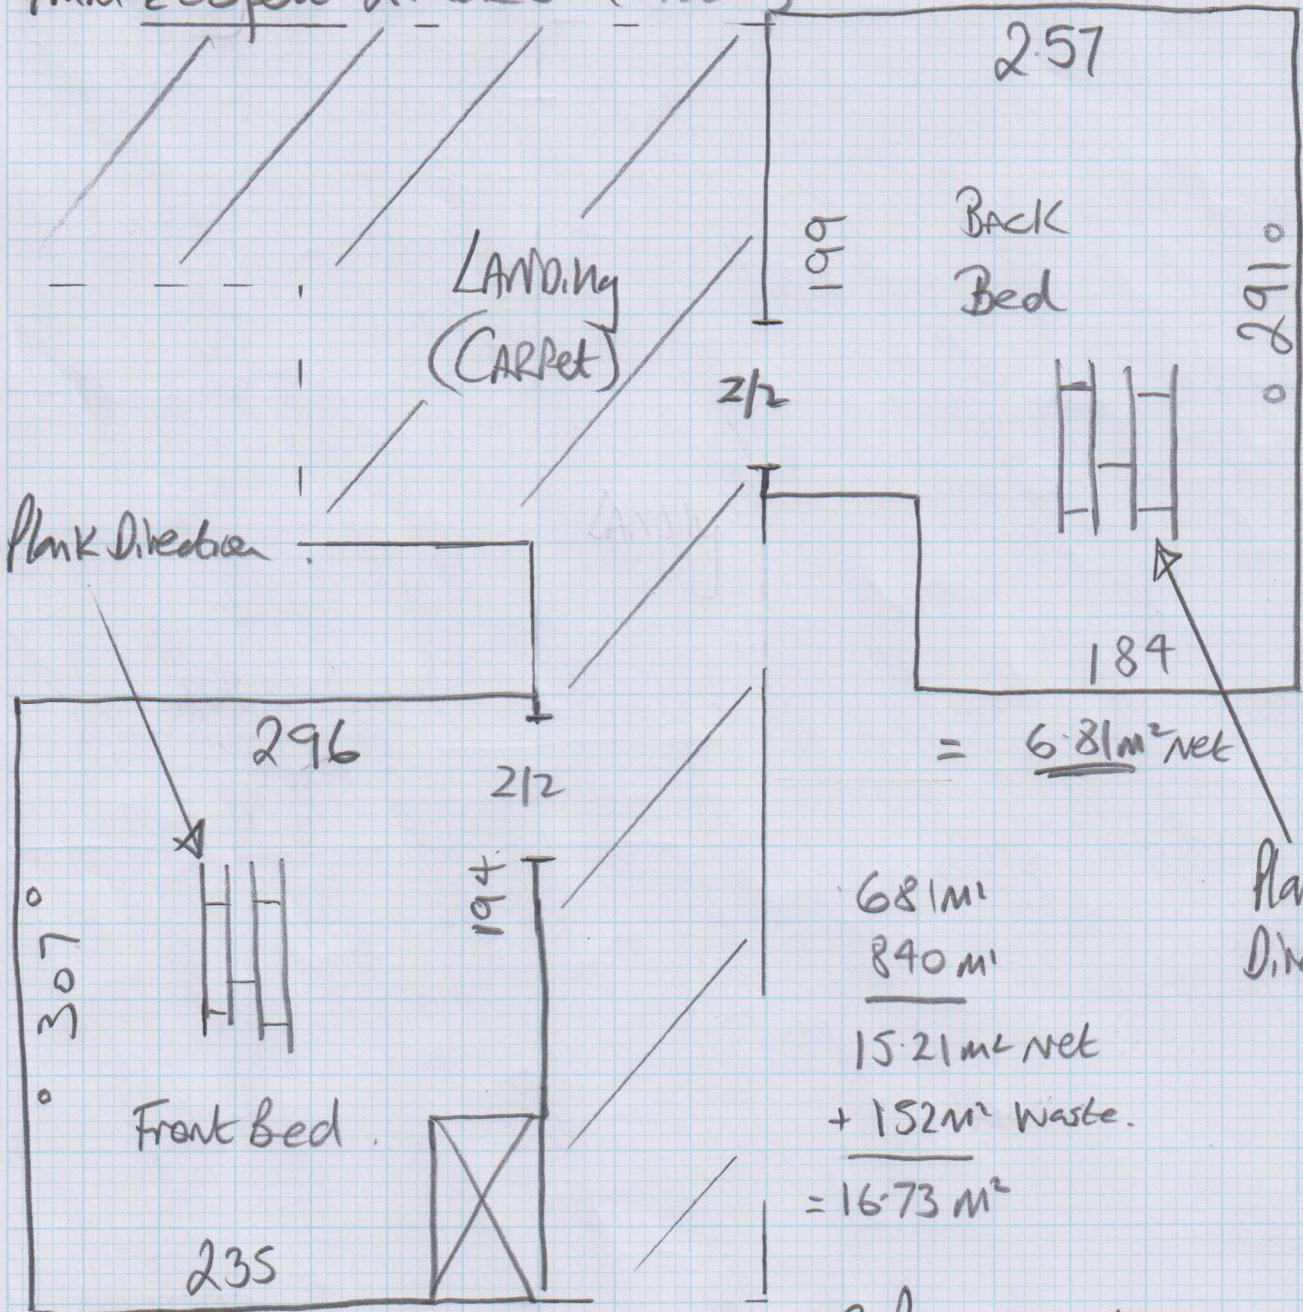 2.57
199
Back
Bed
291
Landing
(Carpet)
2/2
Plank Direction
184
= 6.81m² Net
296
2/2
194
307
Front Bed
235
681m²
840m²
15.21m² Net
+ 152m² Waste.
= 16.73 m²